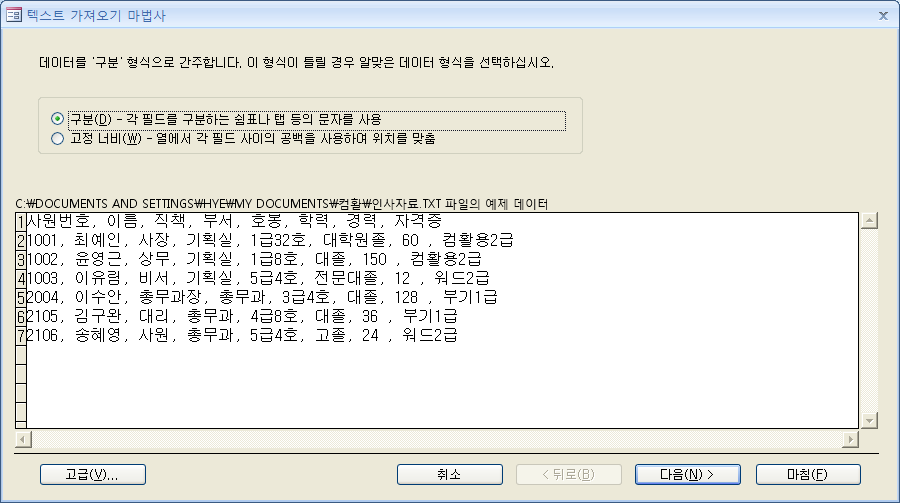 텍스트 가져오기 마법사
데이터를 '구분' 형식으로 간주합니다. 이 형식이 틀릴 경우 알맞은 데이터 형식을 선택하십시오.
구분(D) - 각 필드를 구분하는 쉼표나 탭 등의 문자를 사용
고정 너비(W) - 열에서 각 필드 사이의 공백을 사용하여 위치를 맞춤
C:₩DOCUMENTS AND SETTINGS₩HYE₩MY DOCUMENTS₩컴활₩인사자료.TXT 파일의 예제 데이터
1 사원번호, 이름, 직책, 부서, 호봉, 학력, 경력, 자격증
2 1001, 최예인, 사장, 기획실, 1급32호, 대학원졸, 60 , 컴활용2급
3 1002, 윤영근, 상무, 기획실, 1급8호, 대졸, 150 , 컴활용2급
4 1003, 이유럼, 비서, 기획실, 5급4호, 전문대졸, 12 , 워드2급
5 2004, 이수안, 총무과장, 총무과, 3급4호, 대졸, 128 , 부기1급
6 2105, 김구완, 대리, 총무과, 4급8호, 대졸, 36 , 부기1급
7 2106, 송혜영, 사원, 총무과, 5급4호, 고졸, 24 , 워드2급
고급(V)... 취소 < 뒤로(B) 다음(N) > 마침(F)